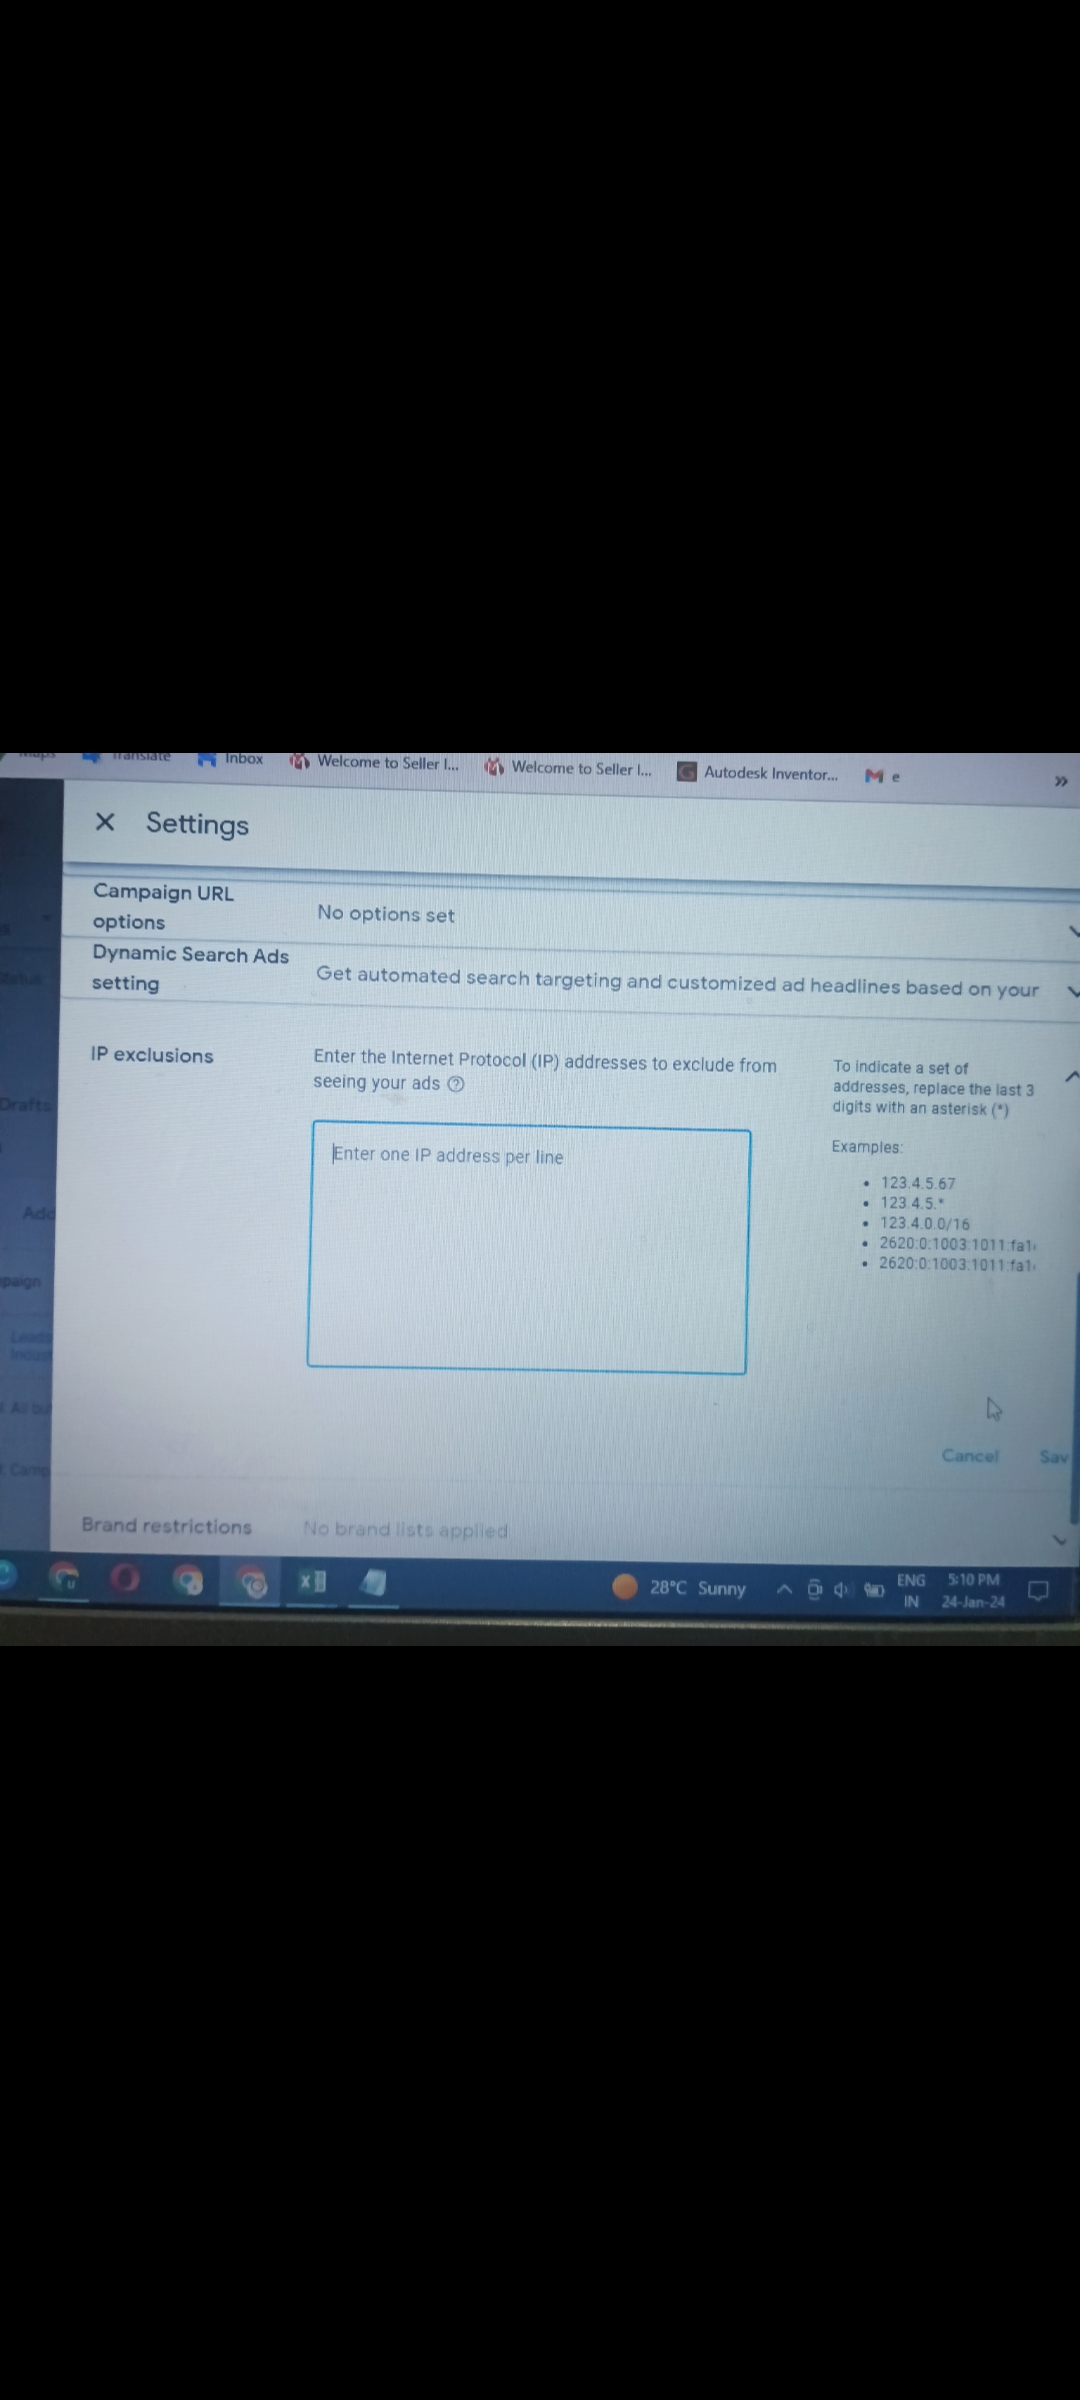 Maps Translate Inbox Welcome to Seller I... Welcome to Seller I... Autodesk Inventor... M e »
× Settings
Campaign URL
options
No options set
Dynamic Search Ads
setting
Get automated search targeting and customized ad headlines based on your
IP exclusions
Enter the Internet Protocol (IP) addresses to exclude from
seeing your ads ?
To indicate a set of
addresses, replace the last 3
digits with an asterisk (*)
Enter one IP address per line
Examples:
• 123.4.5.67
• 123.4.5.*
• 123.4.0.0/16
• 2620:0:1003:1011:fa1
• 2620:0:1003:1011:fa1
Drafts
Add
paign
Cancel Sav
Brand restrictions
No brand lists applied
28°C Sunny
ENG
IN
5:10 PM
24-Jan-24